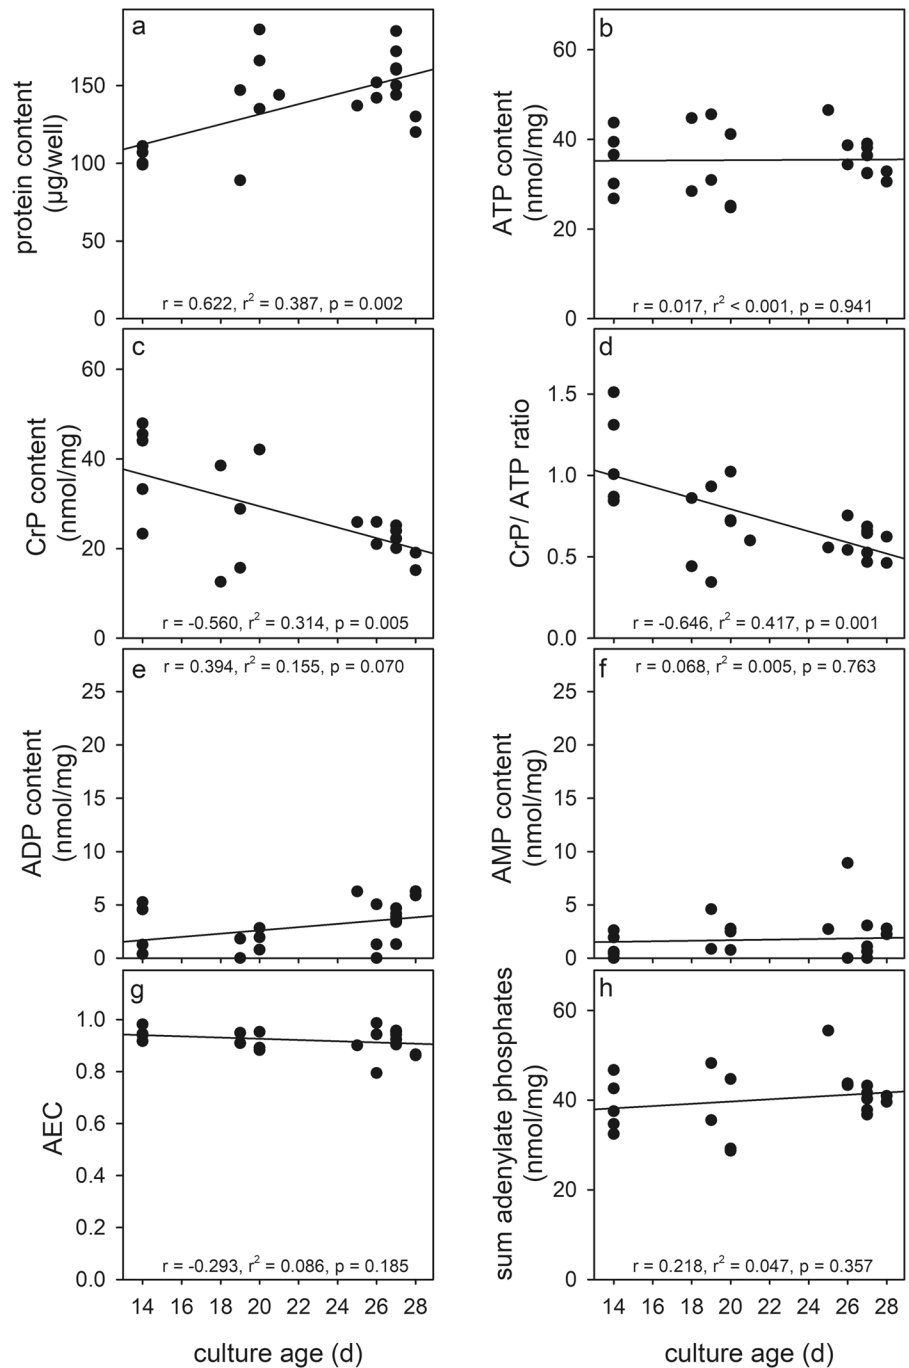 a
protein content
(µg/well)
150
100
50
0
r = 0.622, r² = 0.387, p = 0.002
b
ATP content
(nmol/mg)
60
40
20
0
r = 0.017, r² < 0.001, p = 0.941
c
CrP content
(nmol/mg)
60
40
20
0
r = -0.560, r² = 0.314, p = 0.005
d
CrP/ ATP ratio
1.5
1.0
0.5
0.0
r = -0.646, r² = 0.417, p = 0.001
e
r = 0.394, r² = 0.155, p = 0.070
ADP content
(nmol/mg)
25
20
15
10
5
0
f
r = 0.068, r² = 0.005, p = 0.763
AMP content
(nmol/mg)
25
20
15
10
5
0
g
AEC
1.0
0.8
0.6
0.4
0.2
0.0
r = -0.293, r² = 0.086, p = 0.185
14 16 18 20 22 24 26 28
culture age (d)
h
sum adenylate phosphates
(nmol/mg)
60
40
20
0
r = 0.218, r² = 0.047, p = 0.357
14 16 18 20 22 24 26 28
culture age (d)